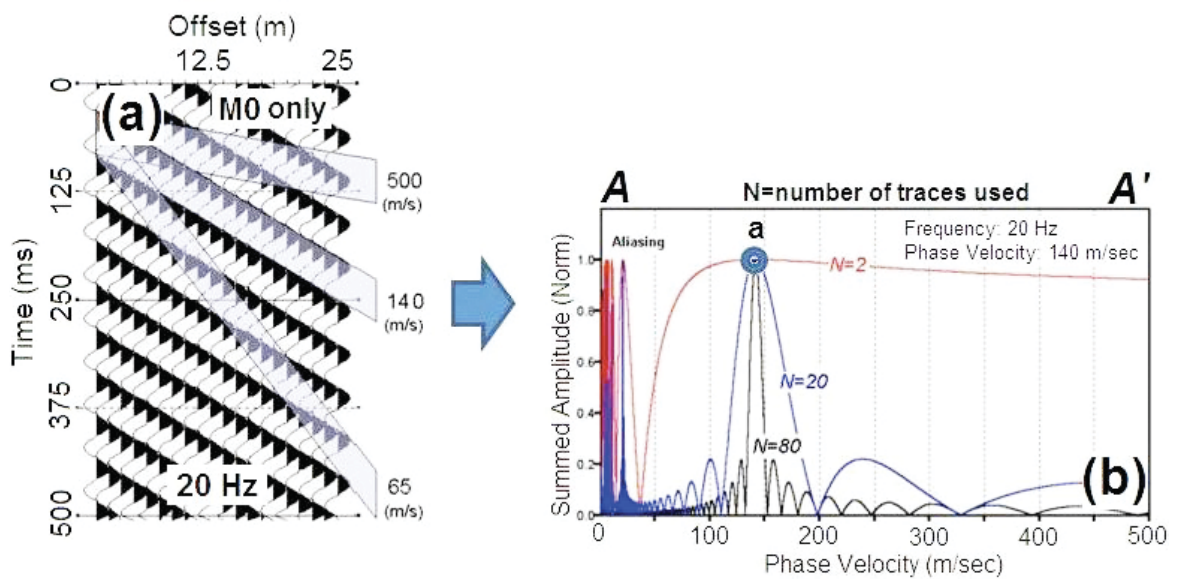 Offset (m)
12.5 25
(a)
M0 only
0
125
250
375
500
Time (ms)
500
(m/s)
140
(m/s)
65
(m/s)
20 Hz
A N=number of traces used A'
a
Aliasing
Frequency: 20 Hz
Phase Velocity: 140 m/sec
N=2
N=20
N=80
(b)
1.0
0.8
0.6
0.4
0.2
0.0
Summed Amplitude (Norm)
0 100 200 300 400 500
Phase Velocity (m/sec)